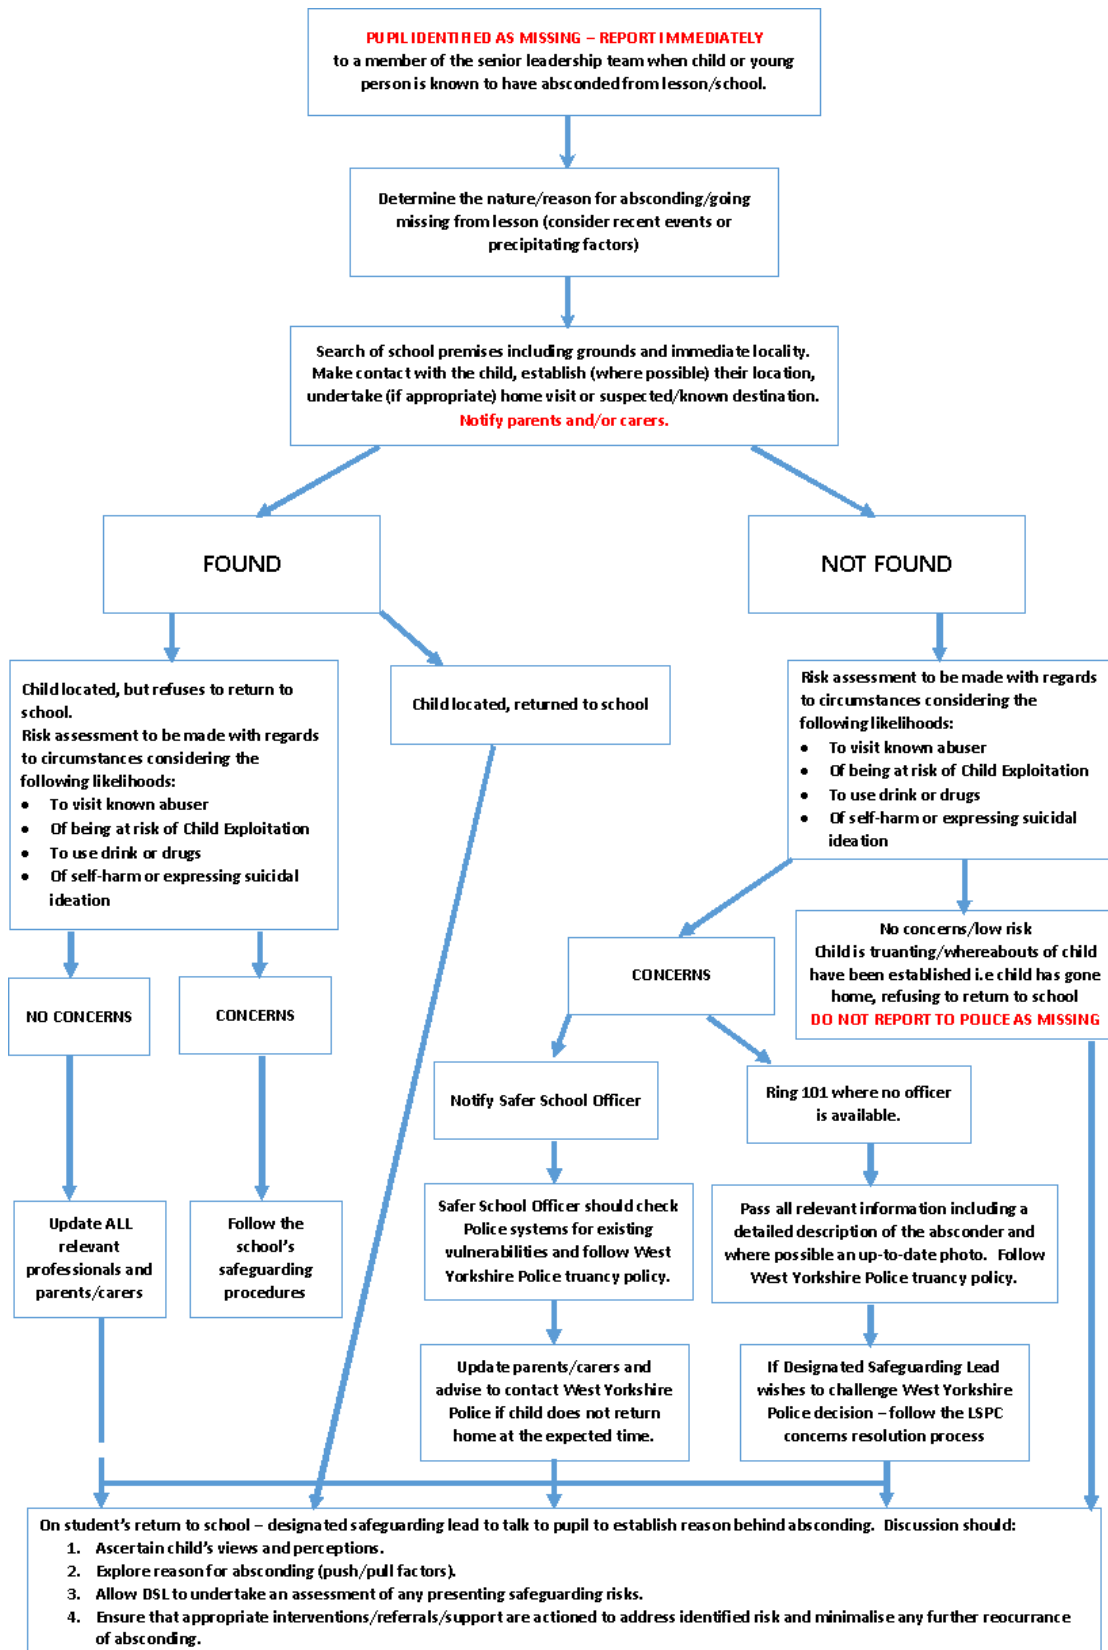 PUPIL IDENTIFIED AS MISSING – REPORT IMMEDIATELY
to a member of the senior leadership team when child or young
person is known to have absconded from lesson/school.
Determine the nature/reason for absconding/going
missing from lesson (consider recent events or
precipitating factors)
Search of school premises including grounds and immediate locality.
Make contact with the child, establish (where possible) their location,
undertake (if appropriate) home visit or suspected/known destination.
Notify parents and/or carers.
FOUND
NOT FOUND
Child located, but refuses to return to
school.
Risk assessment to be made with regards
to circumstances considering the
following likelihoods:
• To visit known abuser
• Of being at risk of Child Exploitation
• To use drink or drugs
• Of self-harm or expressing suicidal
ideation
Child located, returned to school
Risk assessment to be made with regards
to circumstances considering the
following likelihoods:
• To visit known abuser
• Of being at risk of Child Exploitation
• To use drink or drugs
• Of self-harm or expressing suicidal
ideation
NO CONCERNS
CONCERNS
CONCERNS
No concerns/low risk
Child is truanting/whereabouts of child
have been established i.e child has gone
home, refusing to return to school
DO NOT REPORT TO POLICE AS MISSING
Notify Safer School Officer
Ring 101 where no officer
is available.
Update ALL
relevant
professionals and
parents/carers
Follow the
school's
safeguarding
procedures
Safer School Officer should check
Police systems for existing
vulnerabilities and follow West
Yorkshire Police truancy policy.
Pass all relevant information including a
detailed description of the absconder and
where possible an up-to-date photo. Follow
West Yorkshire Police truancy policy.
Update parents/carers and
advise to contact West Yorkshire
Police if child does not return
home at the expected time.
If Designated Safeguarding Lead
wishes to challenge West Yorkshire
Police decision – follow the LSPC
concerns resolution process
On student's return to school – designated safeguarding lead to talk to pupil to establish reason behind absconding. Discussion should:
1. Ascertain child's views and perceptions.
2. Explore reason for absconding (push/pull factors).
3. Allow DSL to undertake an assessment of any presenting safeguarding risks.
4. Ensure that appropriate interventions/referrals/support are actioned to address identified risk and minimalise any further reocurrance
of absconding.